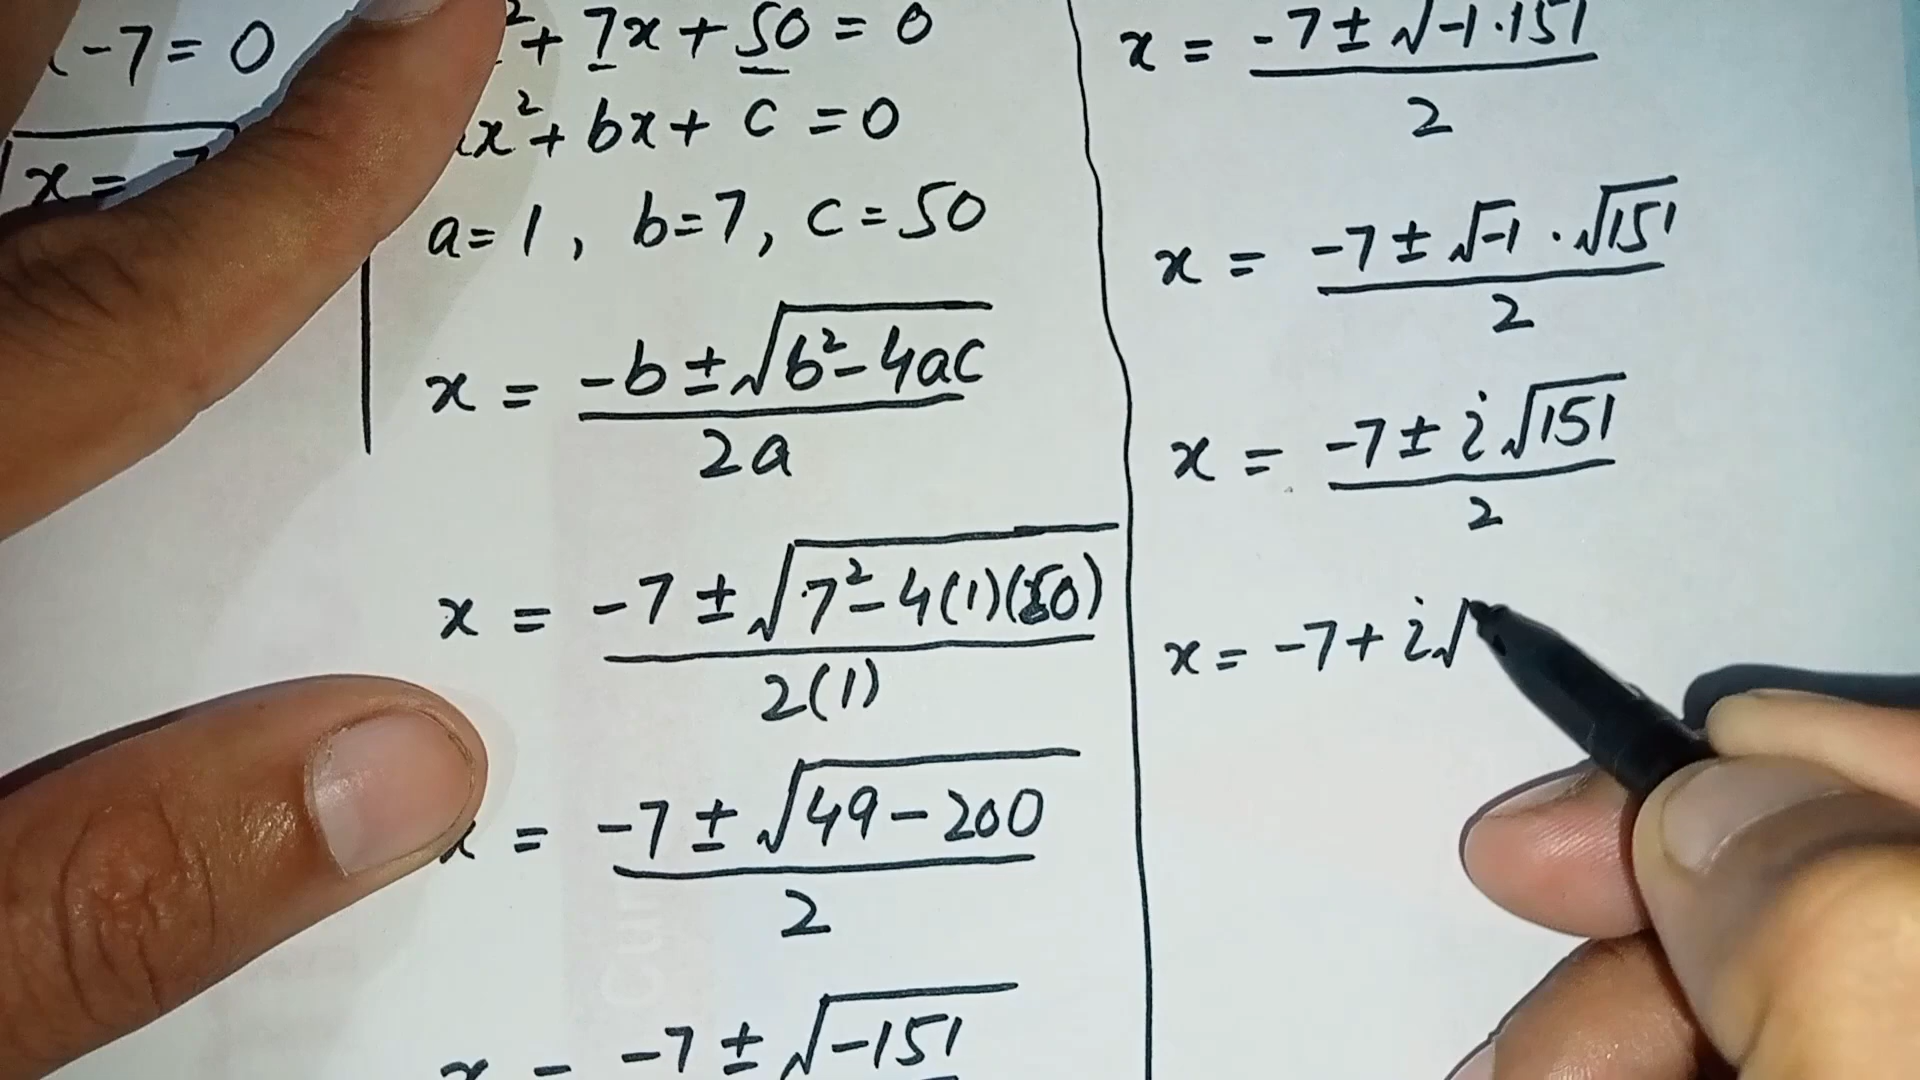 -7=0
x=
²+7x+50=0
x²+bx+c=0
a=1, b=7, c=50
x = -b±√b²-4ac / 2a
x = -7±√7²-4(1)(50) / 2(1)
x = -7±√49-200 / 2
x = -7±√-151
x = -7±√-1·151 / 2
x = -7±√-1·√151 / 2
x = -7±i√151 / 2
x = -7+i√